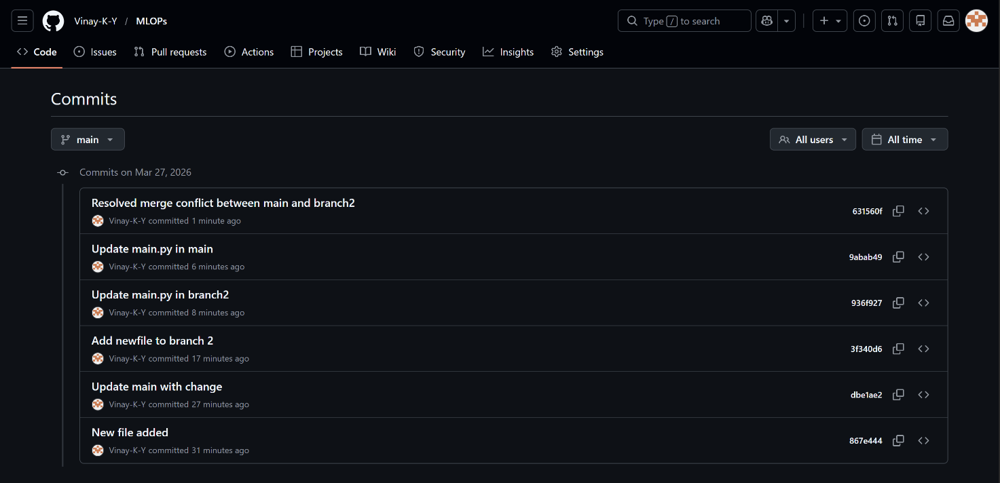 Vinay-K-Y / MLOPs
Type / to search
Code Issues Pull requests Actions Projects Wiki Security Insights Settings
Commits
main All users All time
Commits on Mar 27, 2026
Resolved merge conflict between main and branch2
Vinay-K-Y committed 1 minute ago
631560f
Update main.py in main
Vinay-K-Y committed 6 minutes ago
9abab49
Update main.py in branch2
Vinay-K-Y committed 8 minutes ago
936f927
Add newfile to branch 2
Vinay-K-Y committed 17 minutes ago
3f340d6
Update main with change
Vinay-K-Y committed 27 minutes ago
dbe1ae2
New file added
Vinay-K-Y committed 31 minutes ago
867e444